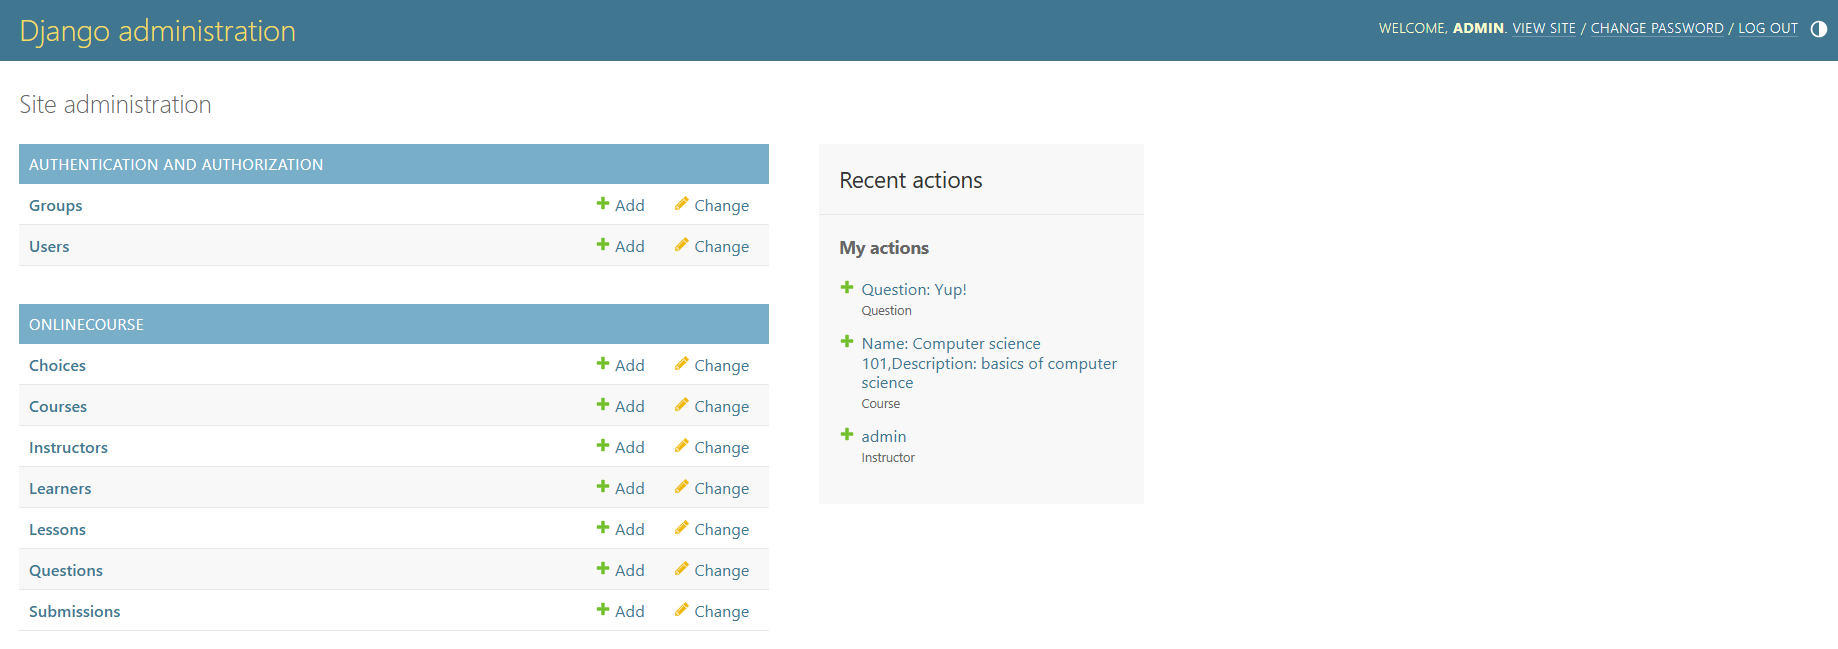 Django administration
WELCOME, ADMIN. VIEW SITE / CHANGE PASSWORD / LOG OUT
Site administration
AUTHENTICATION AND AUTHORIZATION
Groups Add Change
Users Add Change
ONLINECOURSE
Choices Add Change
Courses Add Change
Instructors Add Change
Learners Add Change
Lessons Add Change
Questions Add Change
Submissions Add Change
Recent actions
My actions
Question: Yup!
Question
Name: Computer science
101,Description: basics of computer
science
Course
admin
Instructor